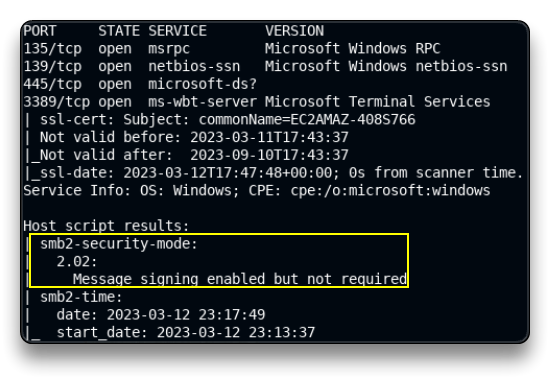 PORT     STATE SERVICE       VERSION
135/tcp  open  msrpc         Microsoft Windows RPC
139/tcp  open  netbios-ssn   Microsoft Windows netbios-ssn
445/tcp  open  microsoft-ds?
3389/tcp open  ms-wbt-server Microsoft Terminal Services
| ssl-cert: Subject: commonName=EC2AMAZ-408S766
| Not valid before: 2023-03-11T17:43:37
|_Not valid after:  2023-09-10T17:43:37
|_ssl-date: 2023-03-12T17:47:48+00:00; 0s from scanner time.
Service Info: OS: Windows; CPE: cpe:/o:microsoft:windows
Host script results:
| smb2-security-mode:
|   2.02:
|     Message signing enabled but not required
| smb2-time:
|   date: 2023-03-12 23:17:49
|_  start_date: 2023-03-12 23:13:37